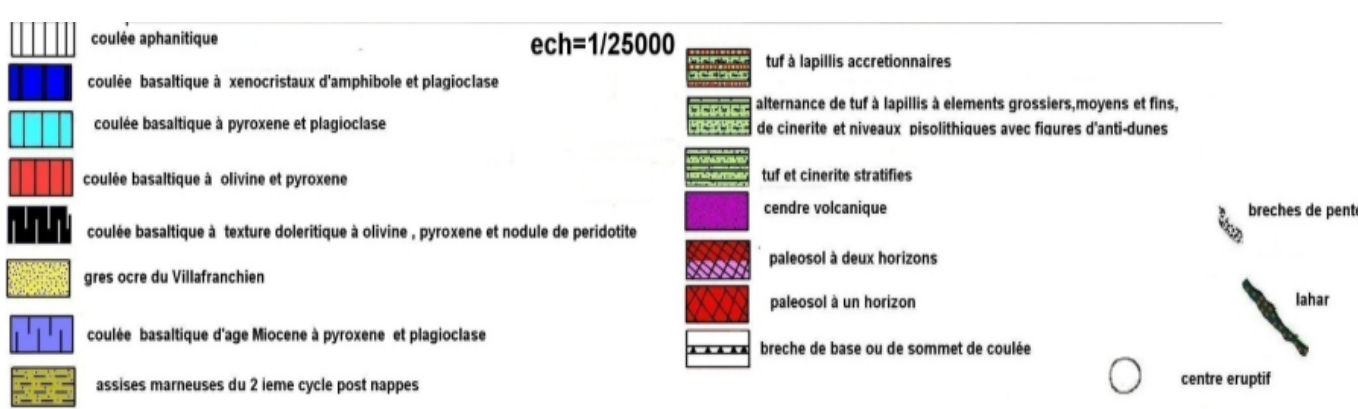 coulée aphanitique
coulée basaltique à xenocristaux d'amphibole et plagioclase
coulée basaltique à pyroxene et plagioclase
coulée basaltique à olivine et pyroxene
coulée basaltique à texture doleritique à olivine , pyroxene et nodule de peridotite
gres ocre du Villafranchien
coulée basaltique d'age Miocene à pyroxene et plagioclase
assises marneuses du 2 ieme cycle post nappes
ech=1/25000
tuf à lapillis accretionnaires
alternance de tuf à lapillis à elements grossiers,moyens et fins,
de cinerite et niveaux pisolithiques avec figures d'anti-dunes
tuf et cinerite stratifies
cendre volcanique
paleosol à deux horizons
paleosol à un horizon
breche de base ou de sommet de coulée
breches de pente
lahar
centre eruptif